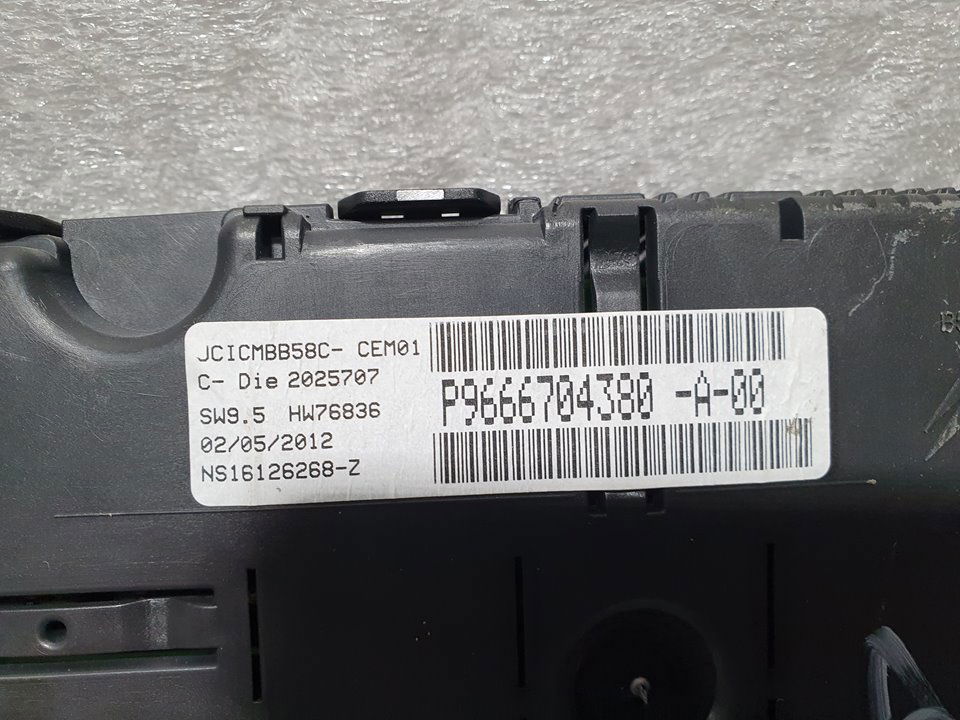 JCICMBB58C- CEM01
C- Die 2025707
SW9.5 HW76836
02/05/2012
NS16126268-Z
P9666704380 -A-00